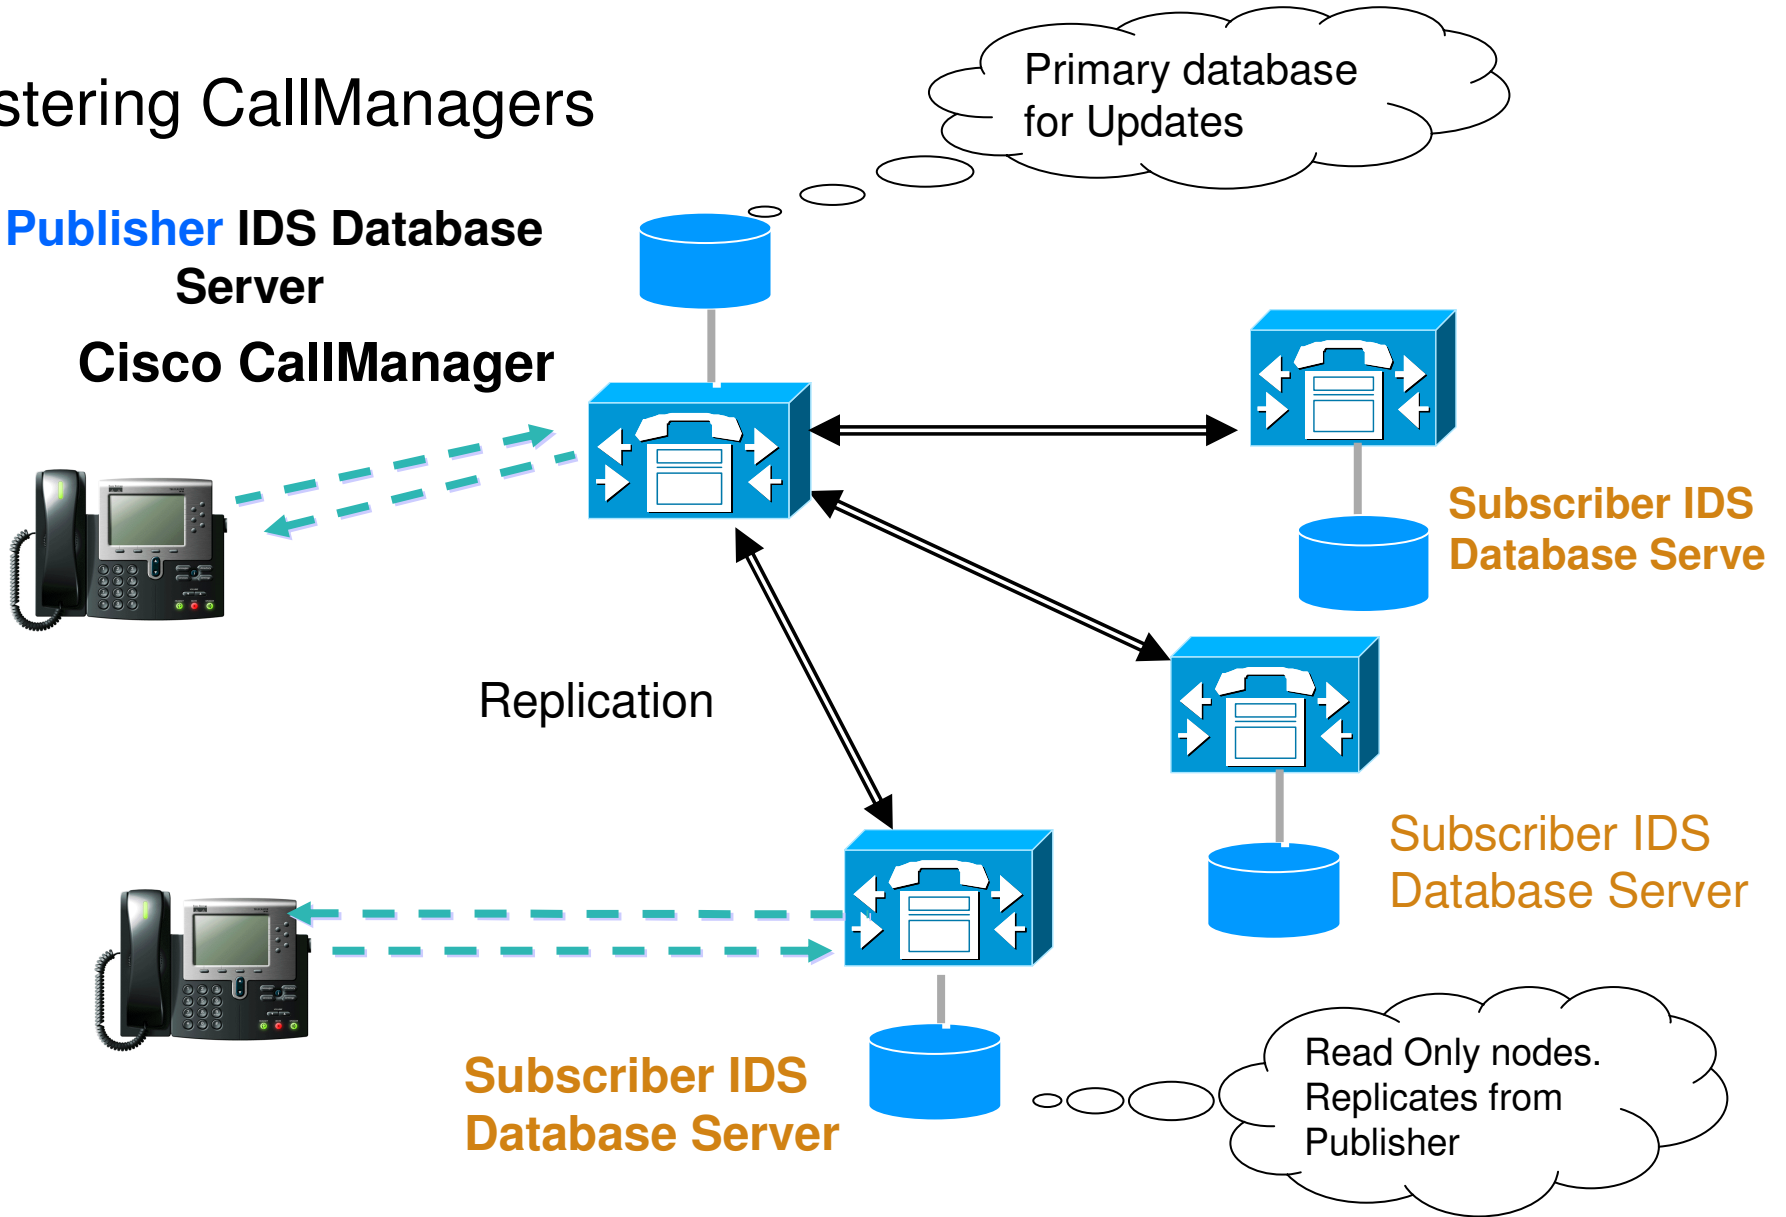 stering CallManagers
Primary database
for Updates
Publisher IDS Database
Server
Cisco CallManager
Subscriber IDS
Database Serve
Replication
Subscriber IDS
Database Server
Subscriber IDS
Database Server
Read Only nodes.
Replicates from
Publisher